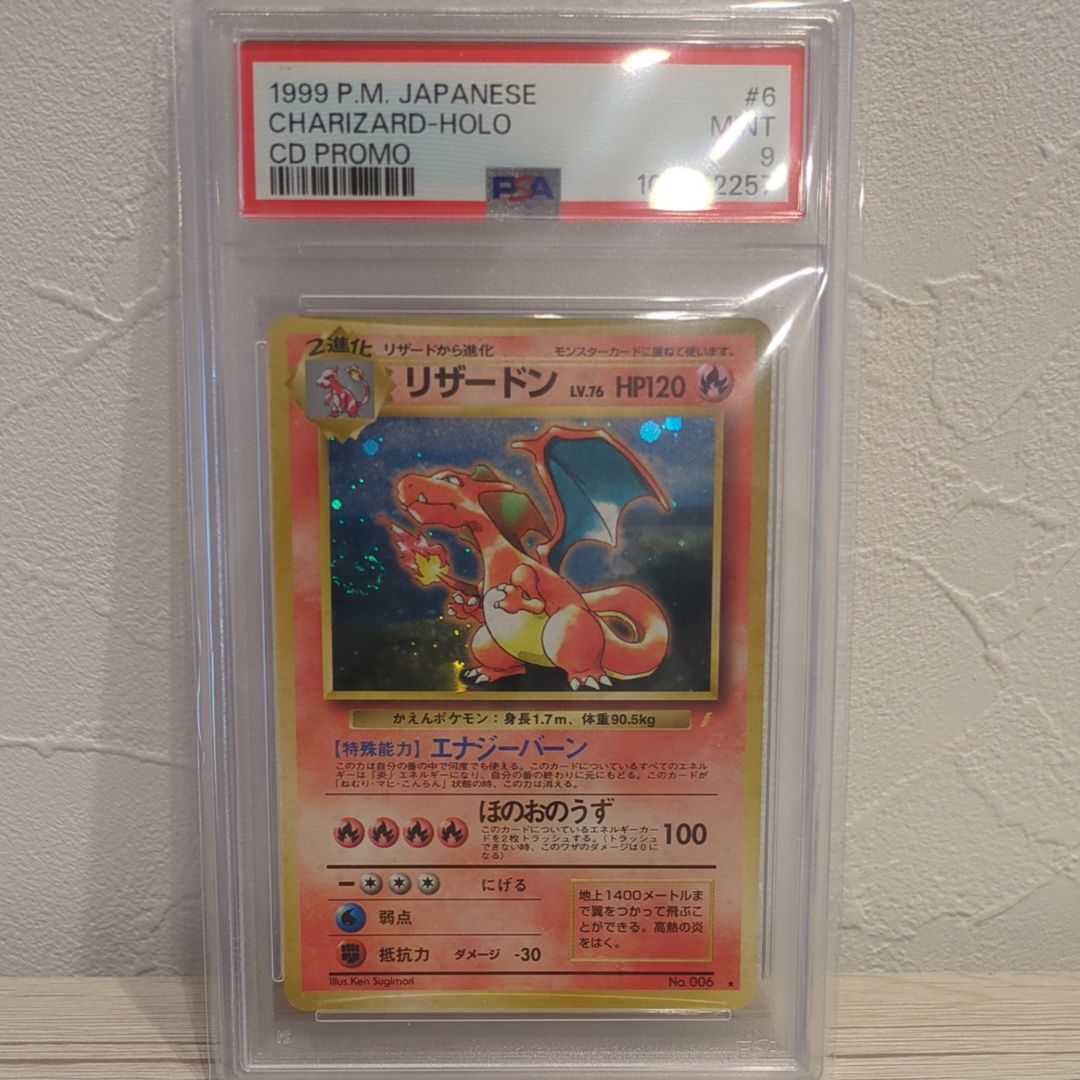 1999 P.M. JAPANESE #6
CHARIZARD-HOLO MINT
CD PROMO 9
PSA
2進化 リザードから進化 モンスターカードに重ねて使います。
リザードン LV.76 HP120
かえんポケモン:身長1.7m、体重90.5kg
【特殊能力】エナジーバーン
この力は自分の番の中で何度でも使える。このカードについているすべてのエネル
ギーは「炎」エネルギーになり、自分の番の終わりに元にもどる。このカードが
「ねむり・マヒ・こんらん」状態の時、この力は消える。
ほのおのうず
このカードについているエネルギーカー
ドを2枚トラッシュする。(トラッシュ
できない時、このワザのダメージは0に
なる)
100
にげる
弱点
抵抗力 ダメージ -30
地上1400メートルま
で翼をつかって飛ぶこ
とができる。高熱の炎
をはく。
Illus.Ken Sugimori No.006